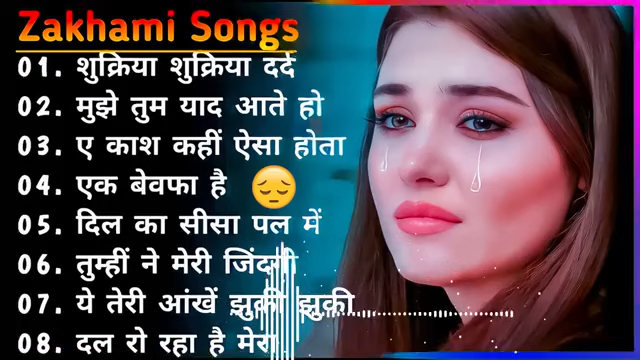 Zakhami Songs
01. शुक्रिया शुक्रिया दर्दे
02. मुझे तुम याद आते हो
03. ए काश कहीं ऐसा होता
04. एक बेवफा है
05. दिल का सीसा पल में
06. तुम्हीं ने मेरी जिंदगी
07. ये तेरी आंखें झुकी झुकी
08. दल रो रहा है मेरा